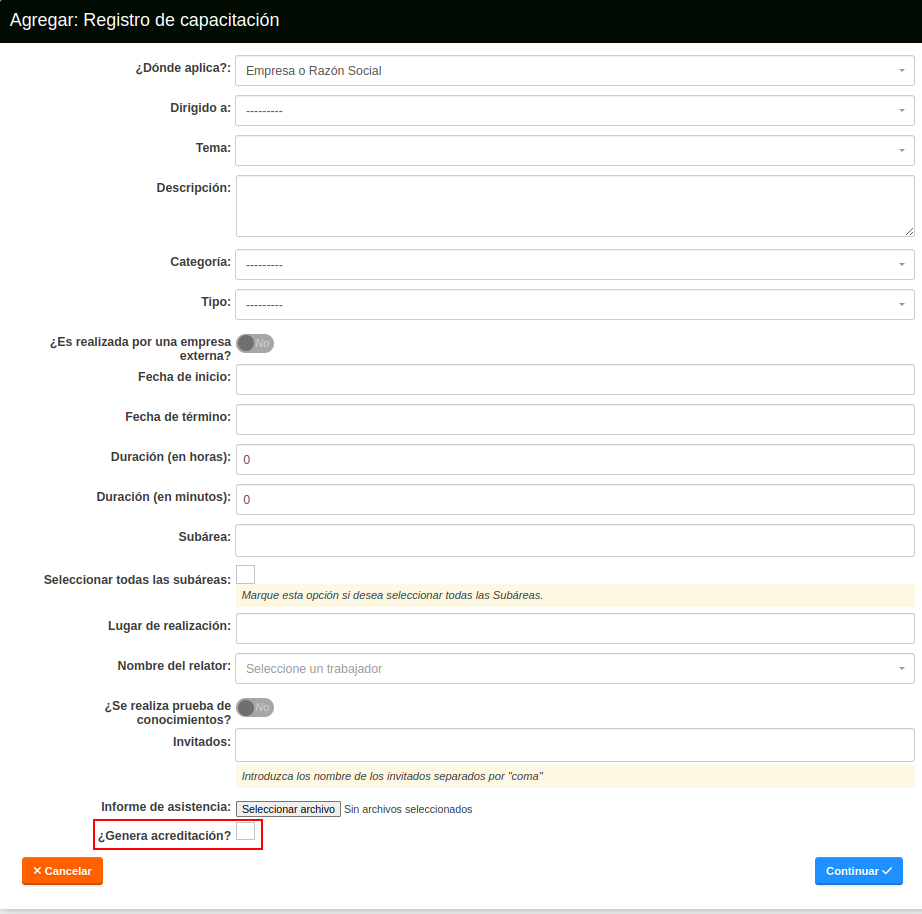 Agregar: Registro de capacitación
¿Dónde aplica?: Empresa o Razón Social
Dirigido a: ---------
Tema:
Descripción:
Categoría: ---------
Tipo: ---------
¿Es realizada por una empresa
externa? No
Fecha de inicio:
Fecha de término:
Duración (en horas): 0
Duración (en minutos): 0
Subárea:
Seleccionar todas las subáreas:
Marque esta opción si desea seleccionar todas las Subáreas.
Lugar de realización:
Nombre del relator: Seleccione un trabajador
¿Se realiza prueba de
conocimientos? No
Invitados:
Introduzca los nombre de los invitados separados por "coma"
Informe de asistencia: Seleccionar archivo Sin archivos seleccionados
¿Genera acreditación?
Cancelar Continuar